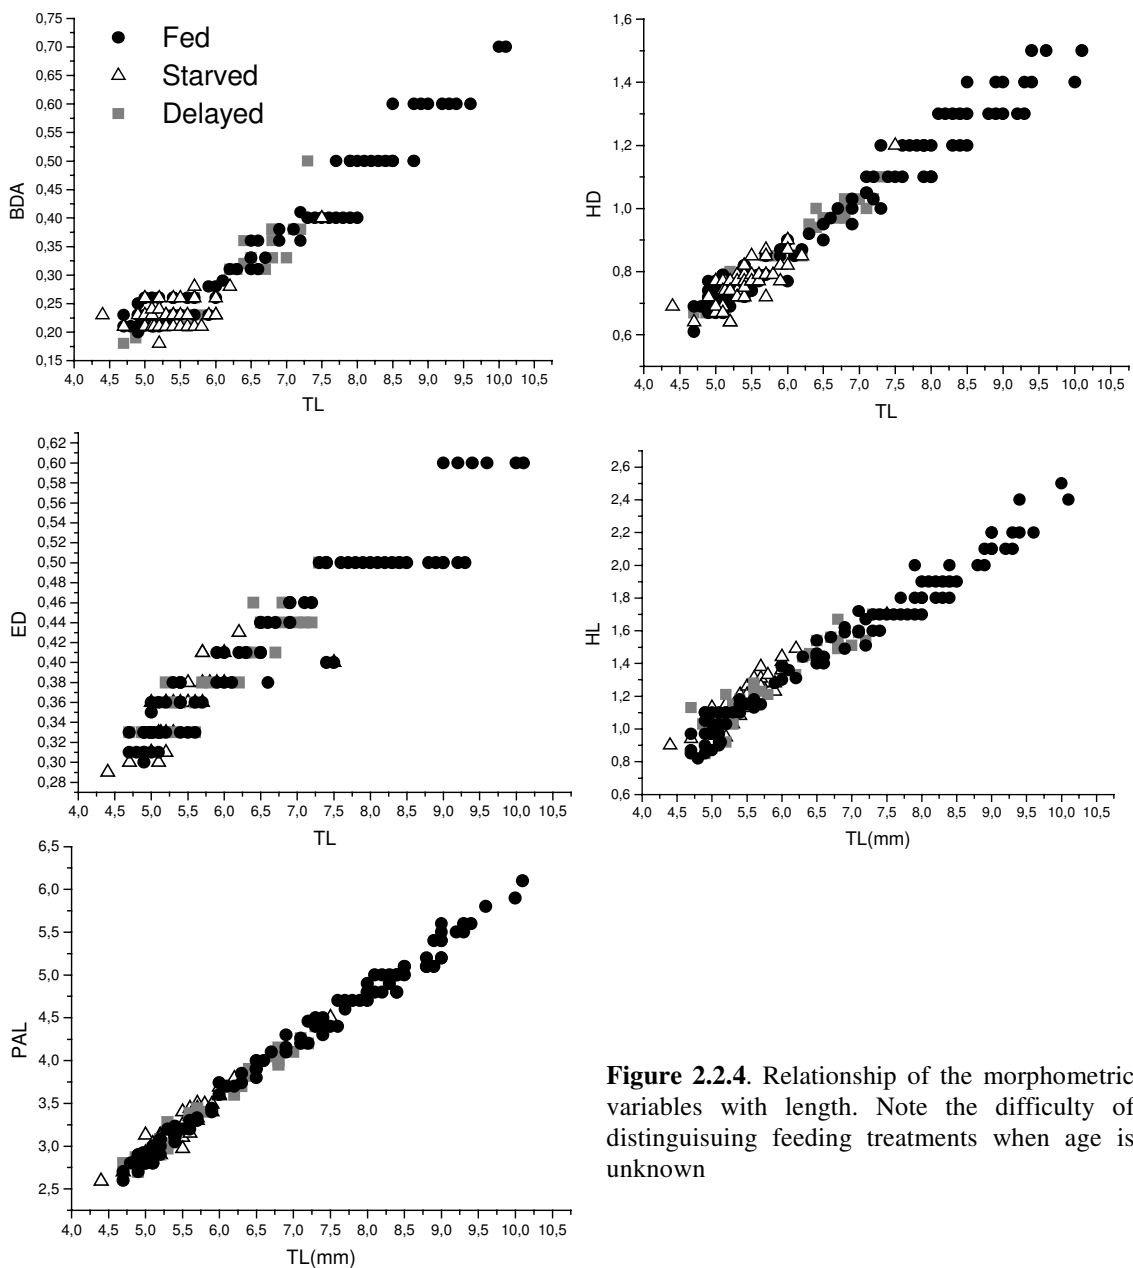 0,75
0,70
0,65
0,60
0,55
0,50
0,45
0,40
0,35
0,30
0,25
0,20
0,15
BDA
Fed
Starved
Delayed
4,0 4,5 5,0 5,5 6,0 6,5 7,0 7,5 8,0 8,5 9,0 9,5 10,0 10,5
TL
1,6
1,4
1,2
1,0
0,8
0,6
HD
4,0 4,5 5,0 5,5 6,0 6,5 7,0 7,5 8,0 8,5 9,0 9,5 10,0 10,5
TL
0,62
0,60
0,58
0,56
0,54
0,52
0,50
0,48
0,46
0,44
0,42
0,40
0,38
0,36
0,33
0,30
0,28
ED
4,0 4,5 5,0 5,5 6,0 6,5 7,0 7,5 8,0 8,5 9,0 9,5 10,0 10,5
TL
2,6
2,4
2,2
2,0
1,8
1,6
1,4
1,2
1,0
0,8
0,6
HL
4,0 4,5 5,0 5,5 6,0 6,5 7,0 7,5 8,0 8,5 9,0 9,5 10,0 10,5
TL(mm)
6,5
6,0
5,5
5,0
4,5
4,0
3,5
3,0
2,5
PAL
4,0 4,5 5,0 5,5 6,0 6,5 7,0 7,5 8,0 8,5 9,0 9,5 10,0 10,5
TL(mm)
Figure 2.2.4. Relationship of the morphometric
variables with length. Note the difficulty of
distinguisuing feeding treatments when age is
unknown